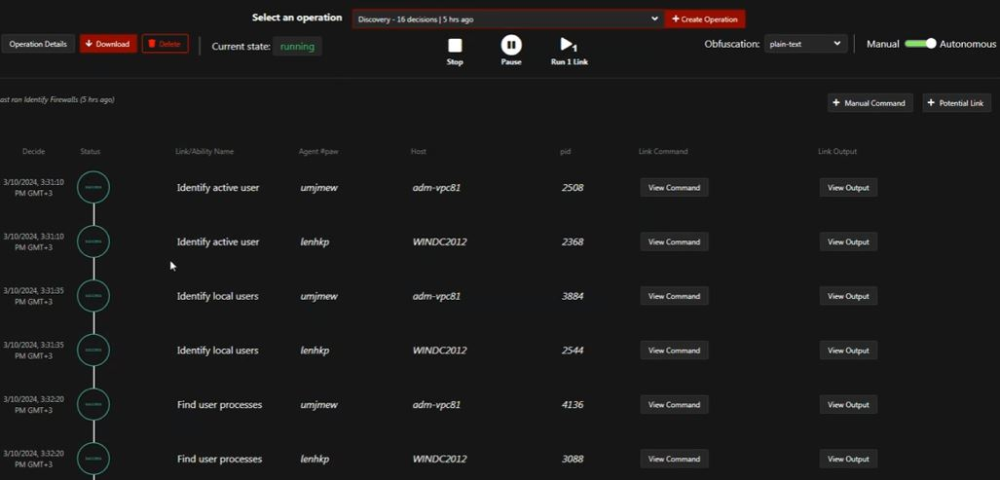 Select an operation
Discovery - 16 decisions | 5 hrs ago
+ Create Operation
Operation Details
Download
Delete
Current state: running
Stop
Pause
Run 1 Link
Obfuscation: plain-text
Manual
Autonomous
ast ran Identify Firewalls (5 hrs ago)
+ Manual Command
+ Potential Link
Decide Status Link/Ability Name Agent #paw Host pid Link Command Link Output
3/10/2024, 3:31:10 PM GMT+3 success Identify active user umjmew adm-vpc81 2508 View Command View Output
3/10/2024, 3:31:10 PM GMT+3 success Identify active user lenhkp WINDC2012 2368 View Command View Output
3/10/2024, 3:31:35 PM GMT+3 success Identify local users umjmew adm-vpc81 3884 View Command View Output
3/10/2024, 3:31:35 PM GMT+3 success Identify local users lenhkp WINDC2012 2544 View Command View Output
3/10/2024, 3:32:20 PM GMT+3 success Find user processes umjmew adm-vpc81 4136 View Command View Output
3/10/2024, 3:32:20 PM GMT+3 success Find user processes lenhkp WINDC2012 3088 View Command View Output